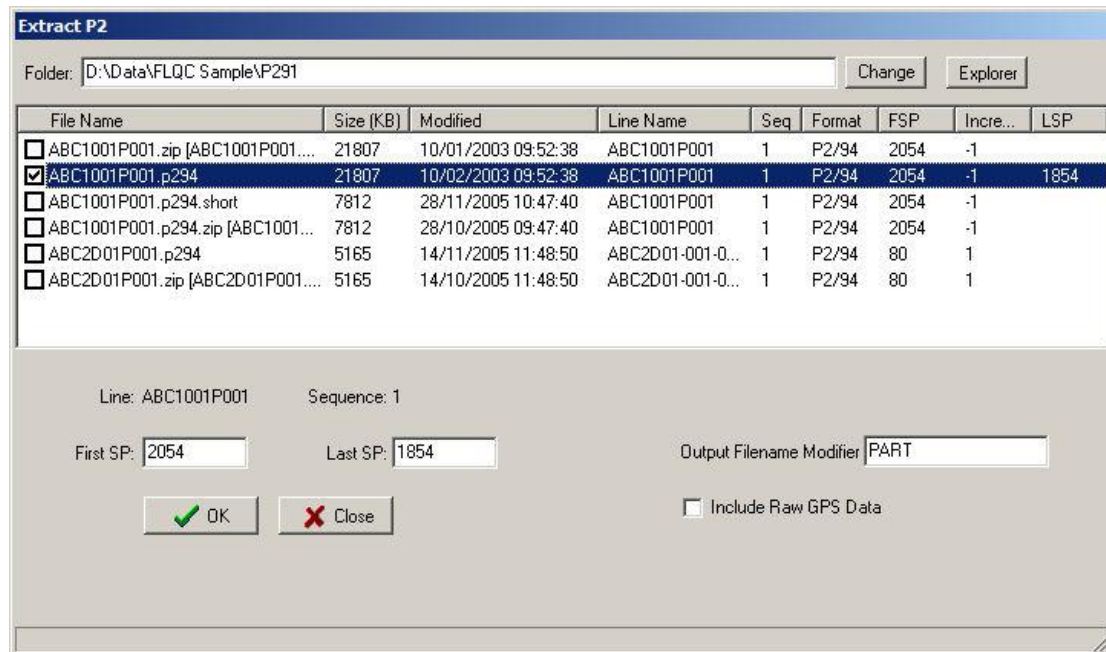 Extract P2
Folder: D:\Data\FLQC Sample\P291 Change Explorer
File Name Size (KB) Modified Line Name Seq Format FSP Incre... LSP
ABC1001P001.zip [ABC1001P001.... 21807 10/01/2003 09:52:38 ABC1001P001 1 P2/94 2054 -1
ABC1001P001.p294 21807 10/02/2003 09:52:38 ABC1001P001 1 P2/94 2054 -1 1854
ABC1001P001.p294.short 7812 28/11/2005 10:47:40 ABC1001P001 1 P2/94 2054 -1
ABC1001P001.p294.zip [ABC1001... 7812 28/10/2005 09:47:40 ABC1001P001 1 P2/94 2054 -1
ABC2D01P001.p294 5165 14/11/2005 11:48:50 ABC2D01-001-0... 1 P2/94 80 1
ABC2D01P001.zip [ABC2D01P001.... 5165 14/10/2005 11:48:50 ABC2D01-001-0... 1 P2/94 80 1
Line: ABC1001P001 Sequence: 1
First SP: 2054 Last SP: 1854 Output Filename Modifier PART
OK Close Include Raw GPS Data